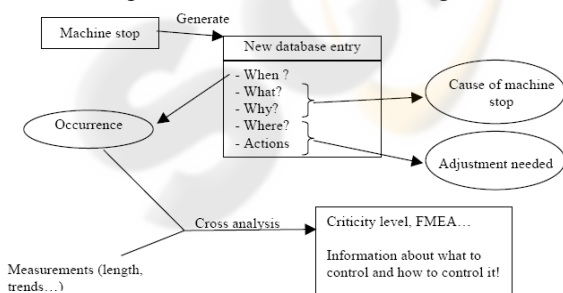 Machine stop
Generate
New database entry
- When ?
- What?
- Why?
- Where?
- Actions
Cause of machine
stop
Occurrence
Adjustment needed
Cross analysis
Criticity level, FMEA…
Information about what to
control and how to control it!
Measurements (length,
trends…)